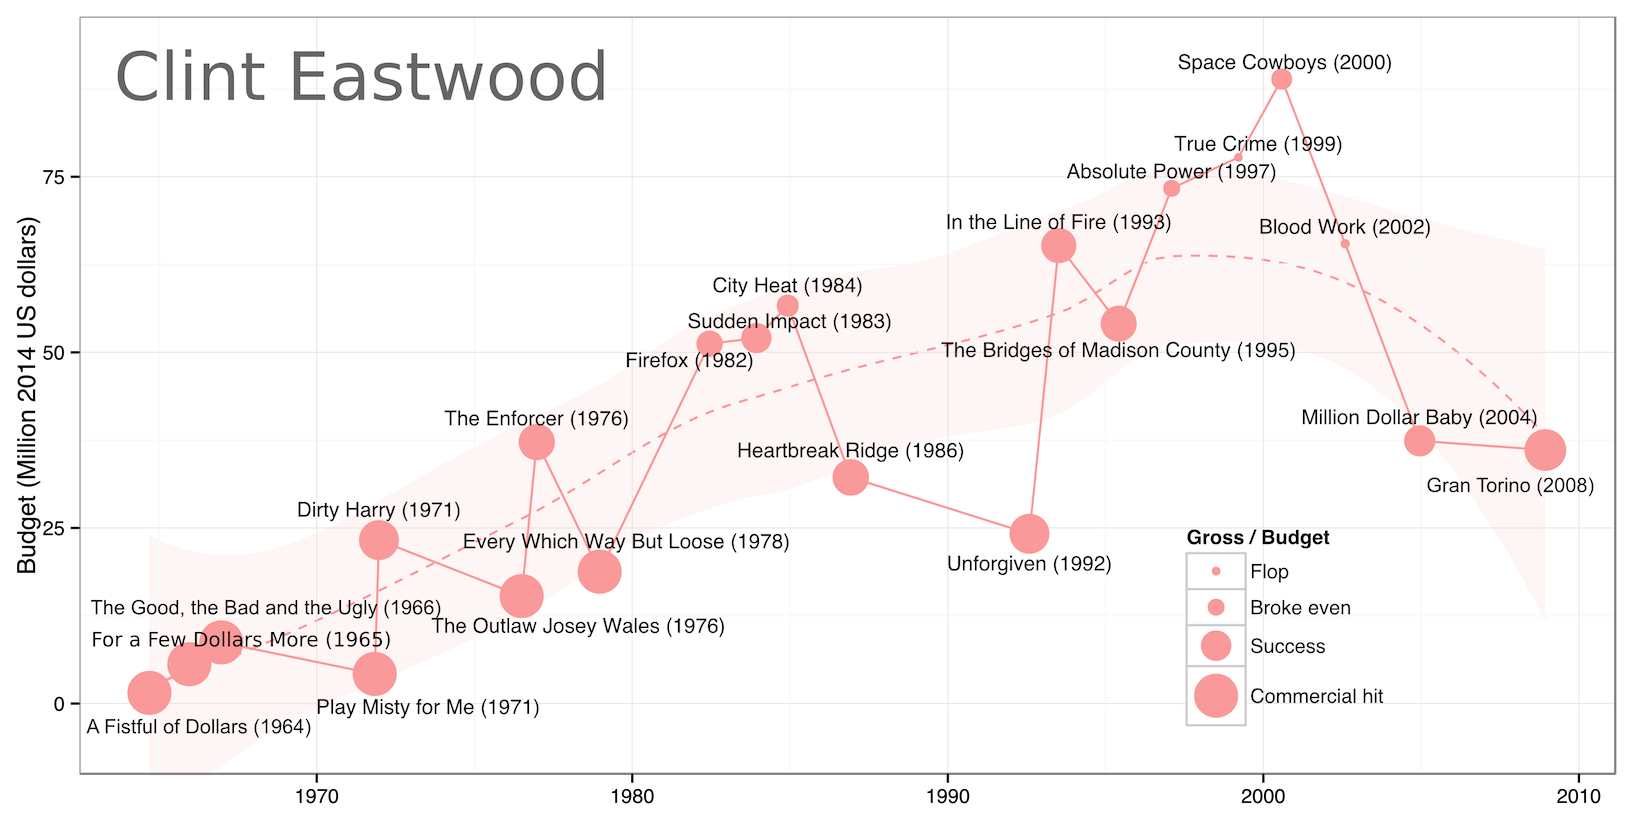 Clint Eastwood
Space Cowboys (2000)
True Crime (1999)
Absolute Power (1997)
75
In the Line of Fire (1993)
Blood Work (2002)
City Heat (1984)
Sudden Impact (1983)
50
Firefox (1982)
The Bridges of Madison County (1995)
The Enforcer (1976)
Million Dollar Baby (2004)
Heartbreak Ridge (1986)
Gran Torino (2008)
Dirty Harry (1971)
25
Every Which Way But Loose (1978)
Unforgiven (1992)
The Good, the Bad and the Ugly (1966)
The Outlaw Josey Wales (1976)
For a Few Dollars More (1965)
0
Play Misty for Me (1971)
A Fistful of Dollars (1964)
Budget (Million 2014 US dollars)
Gross / Budget
Flop
Broke even
Success
Commercial hit
1970
1980
1990
2000
2010